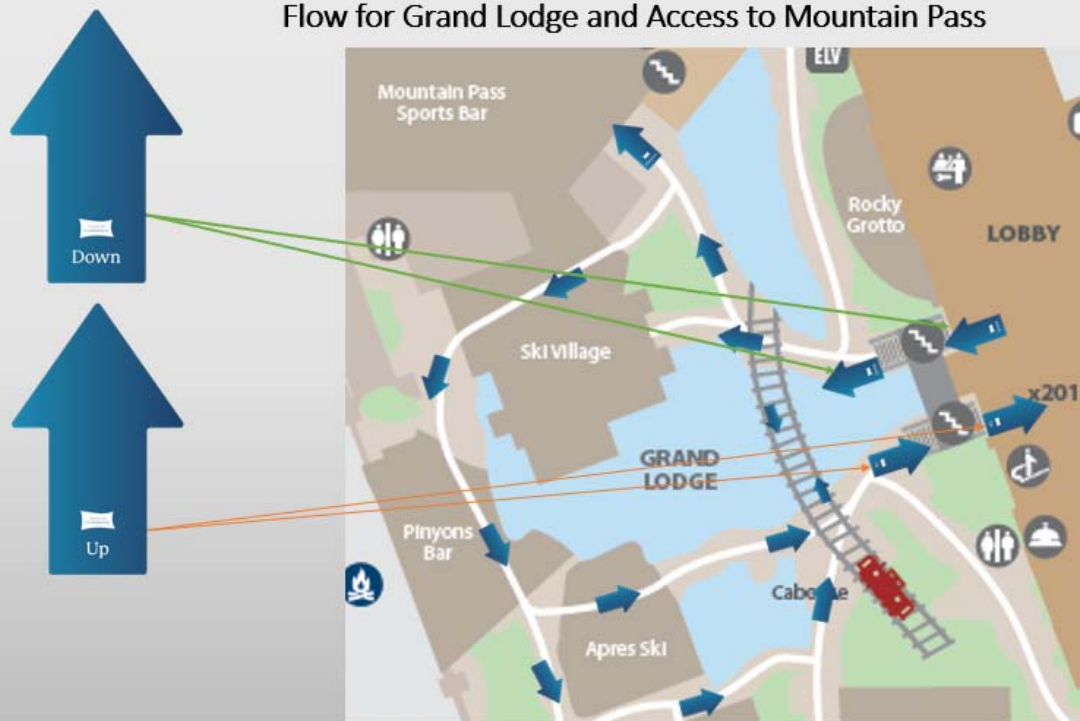 Flow for Grand Lodge and Access to Mountain Pass
Down
Up
ELV
Mountain Pass
Sports Bar
Rocky
Grotto
LOBBY
Ski Village
x201
GRAND
LODGE
Pinyons
Bar
Apres Ski